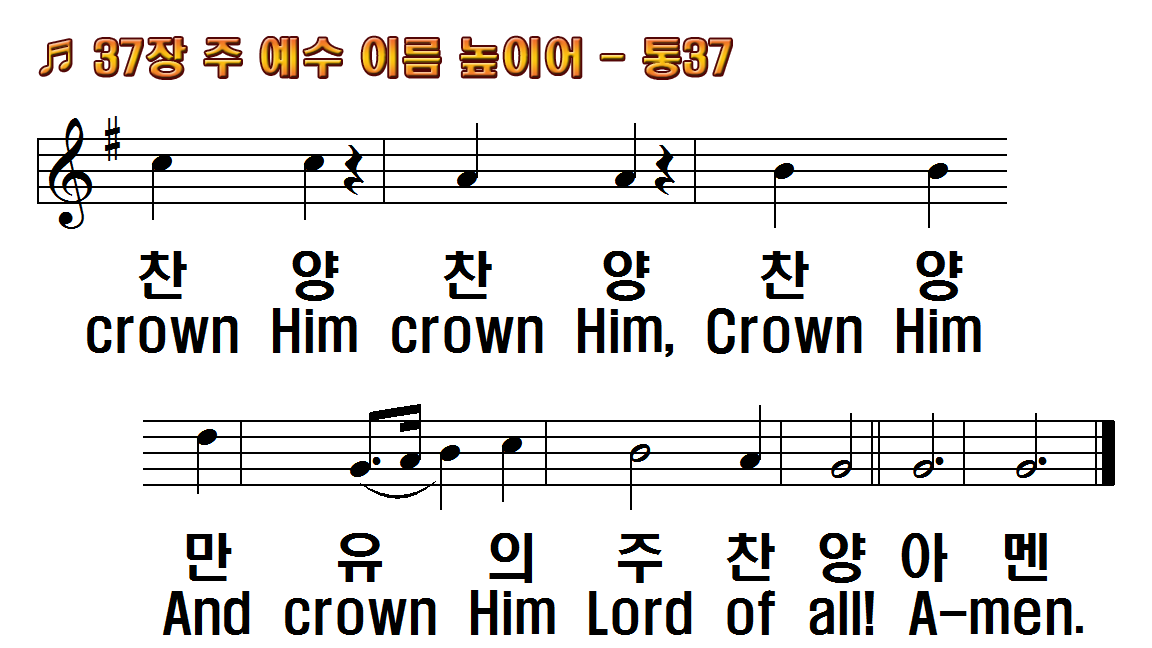 ♬ 37장 주 예수 이름 높이어 - 통37
찬 양 찬 양 찬 양
crown Him crown Him, Crown Him
만 유 의 주 찬 양 아 멘
And crown Him Lord of all! A-men.